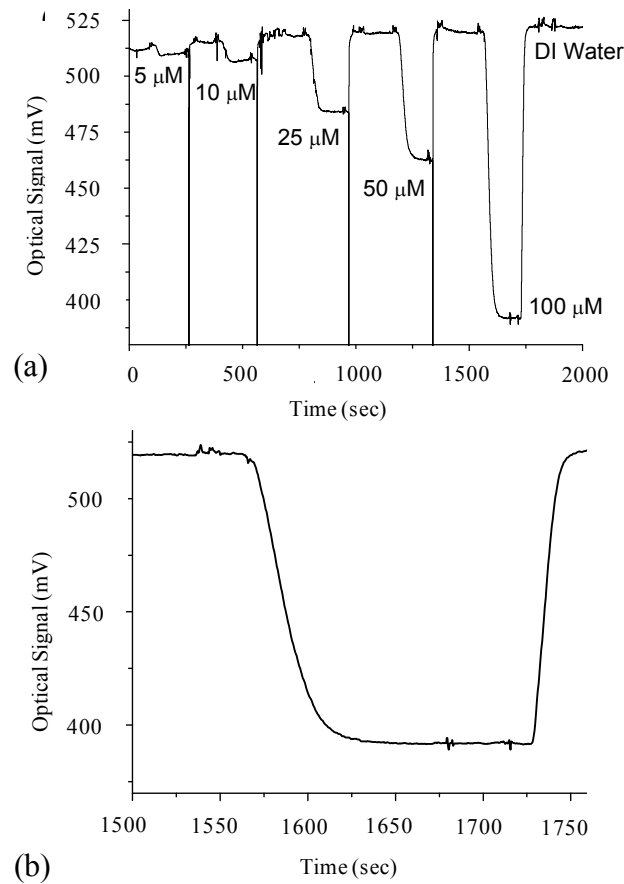 525
500
475
450
425
400
Optical Signal (mV)
5 μM
10 μM
25 μM
50 μM
100 μM
DI Water
0 500 1000 1500 2000
Time (sec)
(a)
500
450
400
Optical Signal (mV)
1500 1550 1600 1650 1700 1750
Time (sec)
(b)